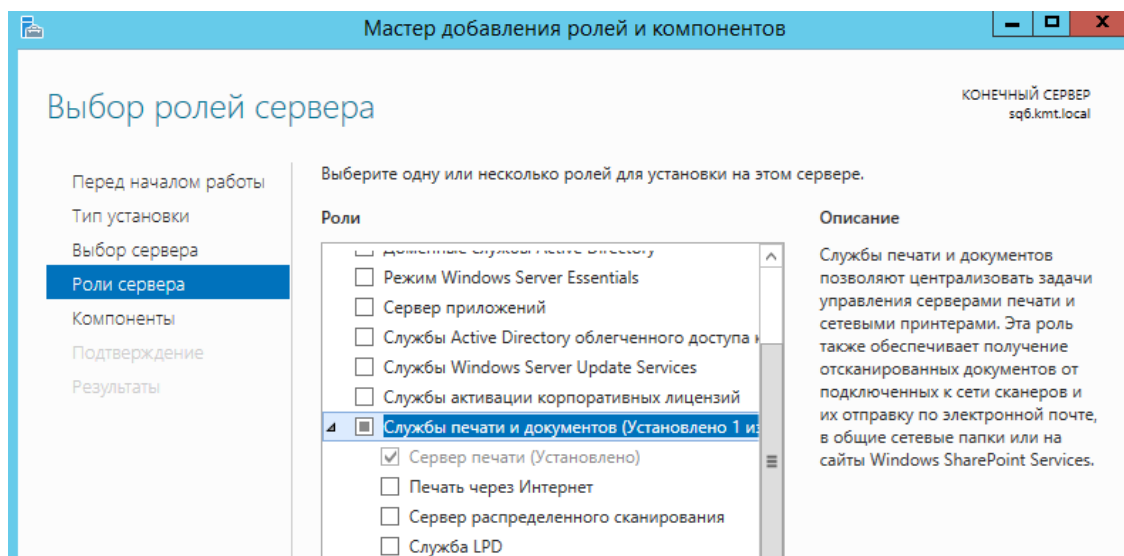 Мастер добавления ролей и компонентов
Выбор ролей сервера
КОНЕЧНЫЙ СЕРВЕР
sq6.kmt.local
Перед началом работы
Тип установки
Выбор сервера
Роли сервера
Компоненты
Подтверждение
Результаты
Выберите одну или несколько ролей для установки на этом сервере.
Роли
Доменные службы Active Directory
Режим Windows Server Essentials
Сервер приложений
Службы Active Directory облегченного доступа
Службы Windows Server Update Services
Службы активации корпоративных лицензий
Службы печати и документов (Установлено 1 из
Сервер печати (Установлено)
Печать через Интернет
Сервер распределенного сканирования
Служба LPD
Описание
Службы печати и документов
позволяют централизовать задачи
управления серверами печати и
сетевыми принтерами. Эта роль
также обеспечивает получение
отсканированных документов от
подключенных к сети сканеров и
их отправку по электронной почте,
в общие сетевые папки или на
сайты Windows SharePoint Services.